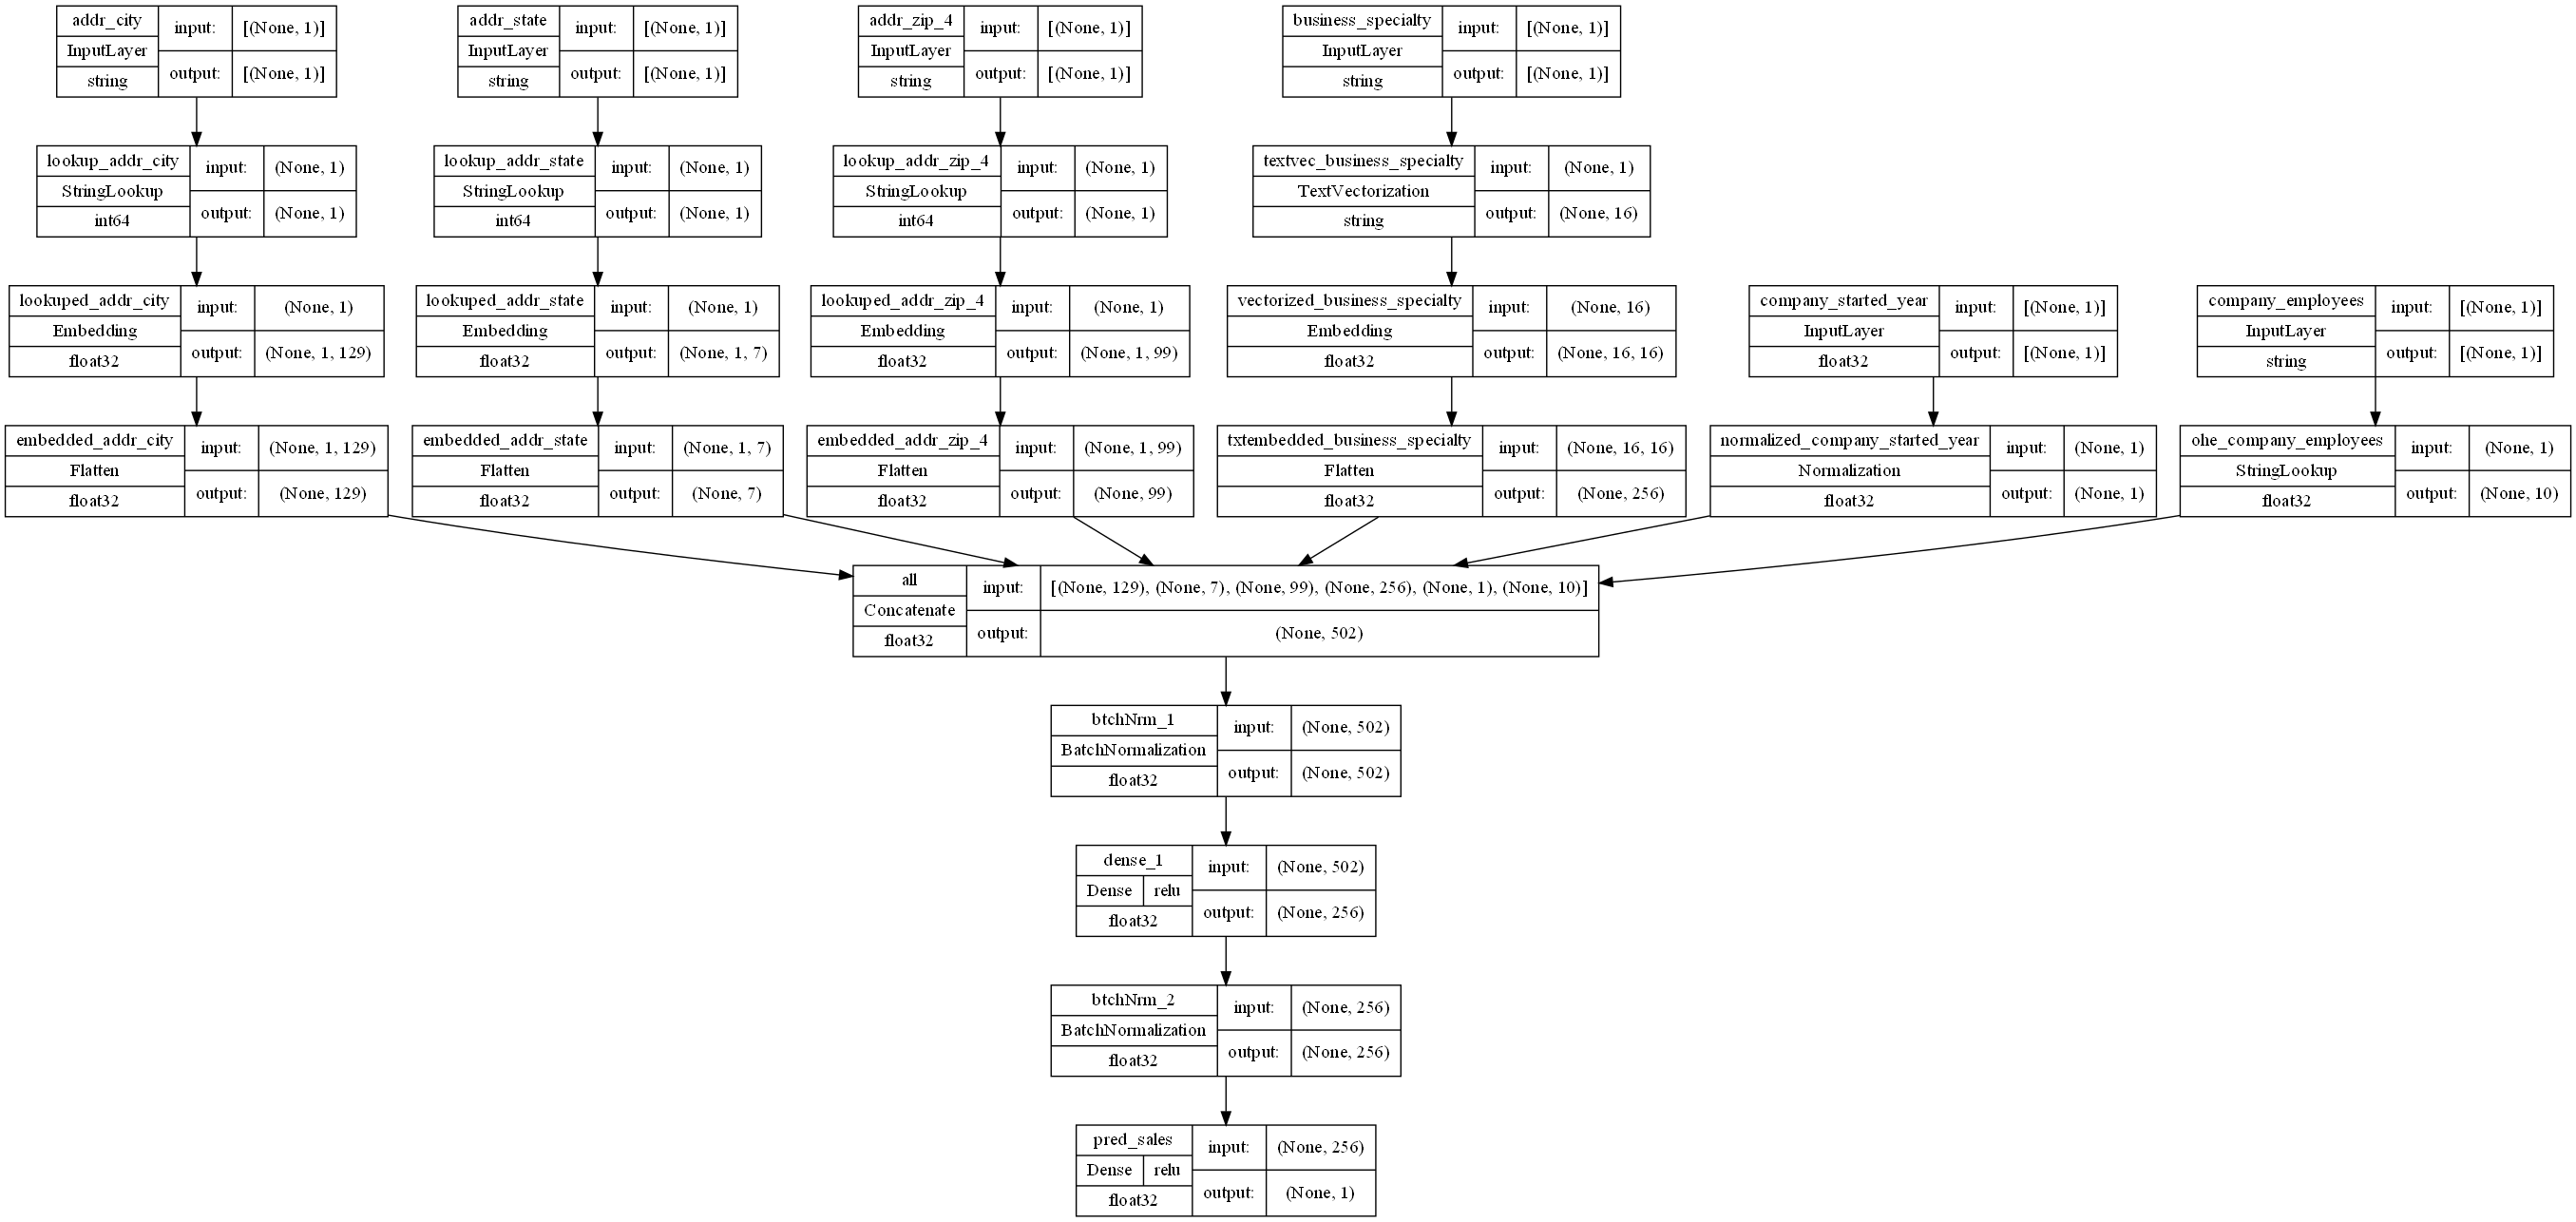 addr_city
input:
[(None, 1)]
InputLayer
string
output:
[(None, 1)]
addr_state
input:
[(None, 1)]
InputLayer
string
output:
[(None, 1)]
addr_zip_4
input:
[(None, 1)]
InputLayer
string
output:
[(None, 1)]
business_specialty
input:
[(None, 1)]
InputLayer
string
output:
[(None, 1)]
lookup_addr_city
input:
(None, 1)
StringLookup
int64
output:
(None, 1)
lookup_addr_state
input:
(None, 1)
StringLookup
int64
output:
(None, 1)
lookup_addr_zip_4
input:
(None, 1)
StringLookup
int64
output:
(None, 1)
textvec_business_specialty
input:
(None, 1)
TextVectorization
string
output:
(None, 16)
lookuped_addr_city
input:
(None, 1)
Embedding
float32
output:
(None, 1, 129)
lookuped_addr_state
input:
(None, 1)
Embedding
float32
output:
(None, 1, 7)
lookuped_addr_zip_4
input:
(None, 1)
Embedding
float32
output:
(None, 1, 99)
vectorized_business_specialty
input:
(None, 16)
Embedding
float32
output:
(None, 16, 16)
company_started_year
input:
[(None, 1)]
InputLayer
float32
output:
[(None, 1)]
company_employees
input:
[(None, 1)]
InputLayer
string
output:
[(None, 1)]
embedded_addr_city
input:
(None, 1, 129)
Flatten
float32
output:
(None, 129)
embedded_addr_state
input:
(None, 1, 7)
Flatten
float32
output:
(None, 7)
embedded_addr_zip_4
input:
(None, 1, 99)
Flatten
float32
output:
(None, 99)
txtembedded_business_specialty
input:
(None, 16, 16)
Flatten
float32
output:
(None, 256)
normalized_company_started_year
input:
(None, 1)
Normalization
float32
output:
(None, 1)
ohe_company_employees
input:
(None, 1)
StringLookup
float32
output:
(None, 10)
all
input:
[(None, 129), (None, 7), (None, 99), (None, 256), (None, 1), (None, 10)]
Concatenate
float32
output:
(None, 502)
btchNrm_1
input:
(None, 502)
BatchNormalization
float32
output:
(None, 502)
dense_1
input:
(None, 502)
Dense
relu
float32
output:
(None, 256)
btchNrm_2
input:
(None, 256)
BatchNormalization
float32
output:
(None, 256)
pred_sales
input:
(None, 256)
Dense
relu
float32
output:
(None, 1)